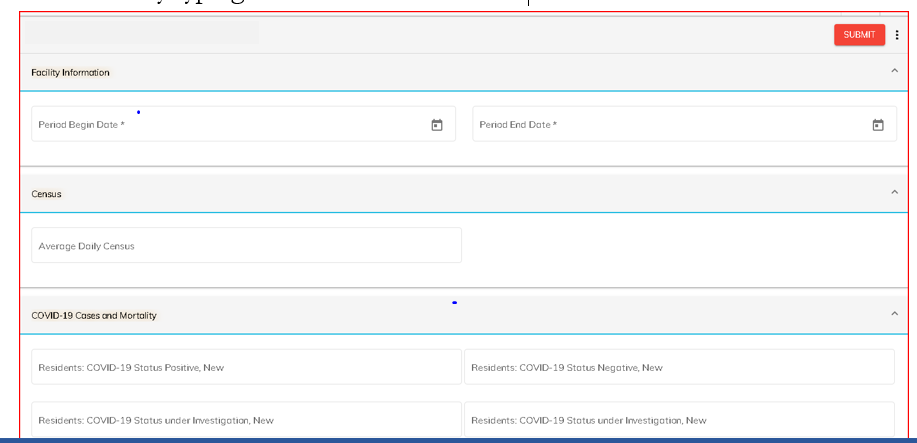 SUBMIT
Facility Information
Period Begin Date *
Period End Date *
Census
Average Daily Census
COVID-19 Cases and Mortality
Residents: COVID-19 Status Positive, New
Residents: COVID-19 Status Negative, New
Residents: COVID-19 Status under Investigation, New
Residents: COVID-19 Status under Investigation, New